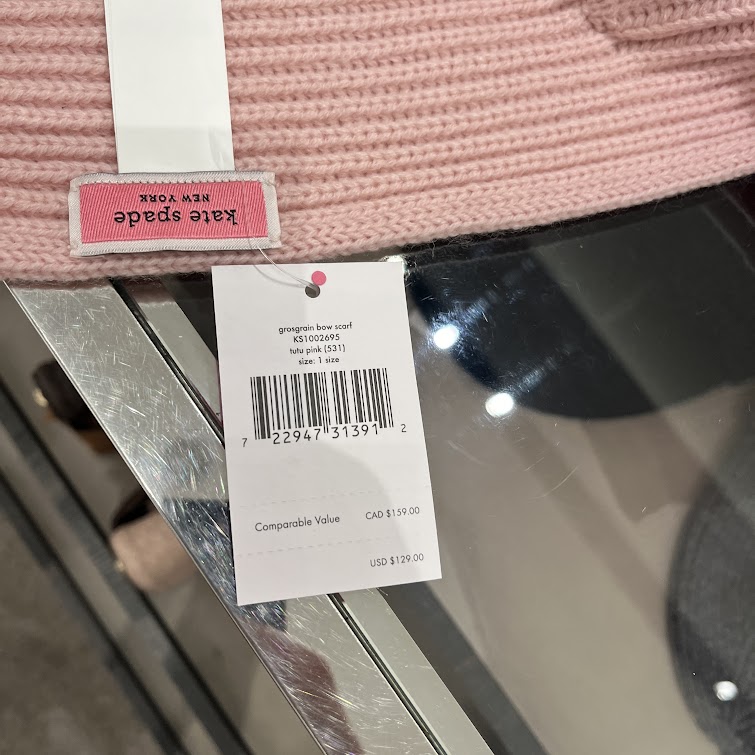 kate spade
NEW YORK
grosgrain bow scarf
KS1002695
tutu pink (531)
size: 1 size
7 22947 31391 2
Comparable Value CAD $159.00
USD $129.00